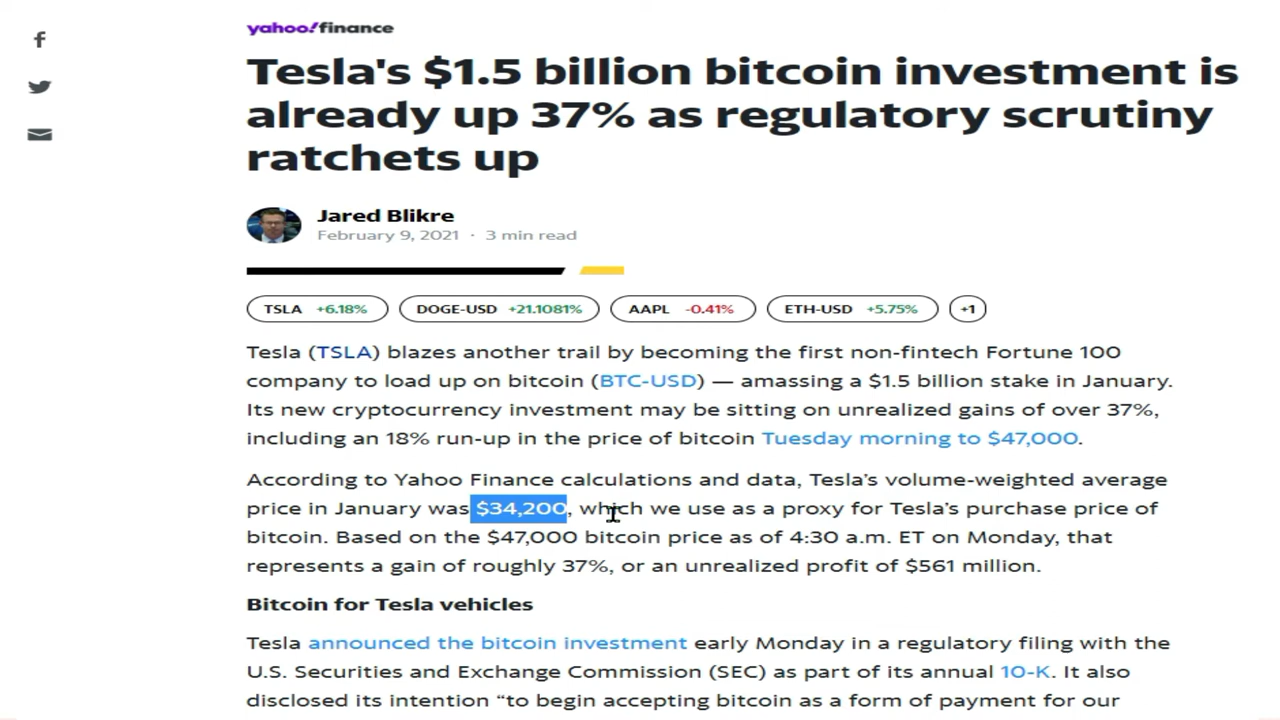 yahoo!finance
Tesla's $1.5 billion bitcoin investment is
already up 37% as regulatory scrutiny
ratchets up
Jared Blikre
February 9, 2021 · 3 min read
TSLA +6.18% DOGE-USD +21.1081% AAPL -0.41% ETH-USD +5.75% +1
Tesla (TSLA) blazes another trail by becoming the first non-fintech Fortune 100
company to load up on bitcoin (BTC-USD) — amassing a $1.5 billion stake in January.
Its new cryptocurrency investment may be sitting on unrealized gains of over 37%,
including an 18% run-up in the price of bitcoin Tuesday morning to $47,000.
According to Yahoo Finance calculations and data, Tesla’s volume-weighted average
price in January was $34,200, which we use as a proxy for Tesla’s purchase price of
bitcoin. Based on the $47,000 bitcoin price as of 4:30 a.m. ET on Monday, that
represents a gain of roughly 37%, or an unrealized profit of $561 million.
Bitcoin for Tesla vehicles
Tesla announced the bitcoin investment early Monday in a regulatory filing with the
U.S. Securities and Exchange Commission (SEC) as part of its annual 10-K. It also
disclosed its intention “to begin accepting bitcoin as a form of payment for our